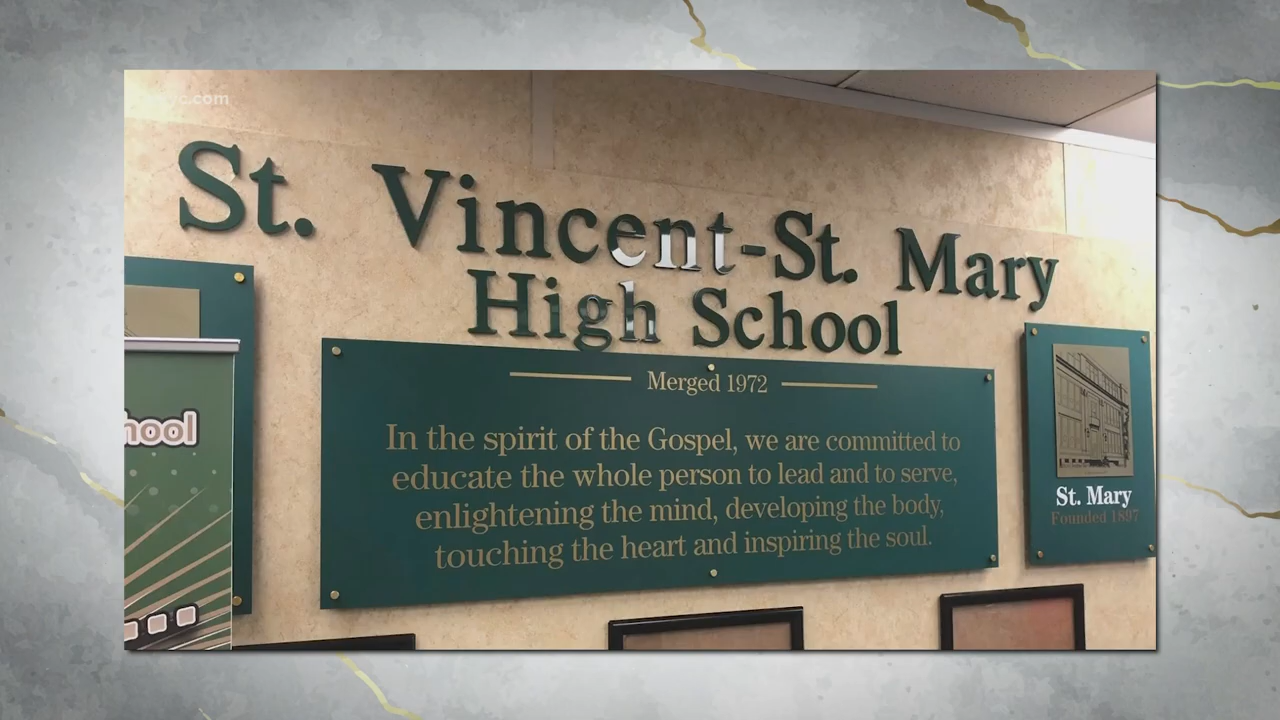 St. Vincent-St. Mary
High School
Merged 1972
In the spirit of the Gospel, we are committed to
educate the whole person to lead and to serve,
enlightening the mind, developing the body,
touching the heart and inspiring the soul.
St. Mary
Founded 1897